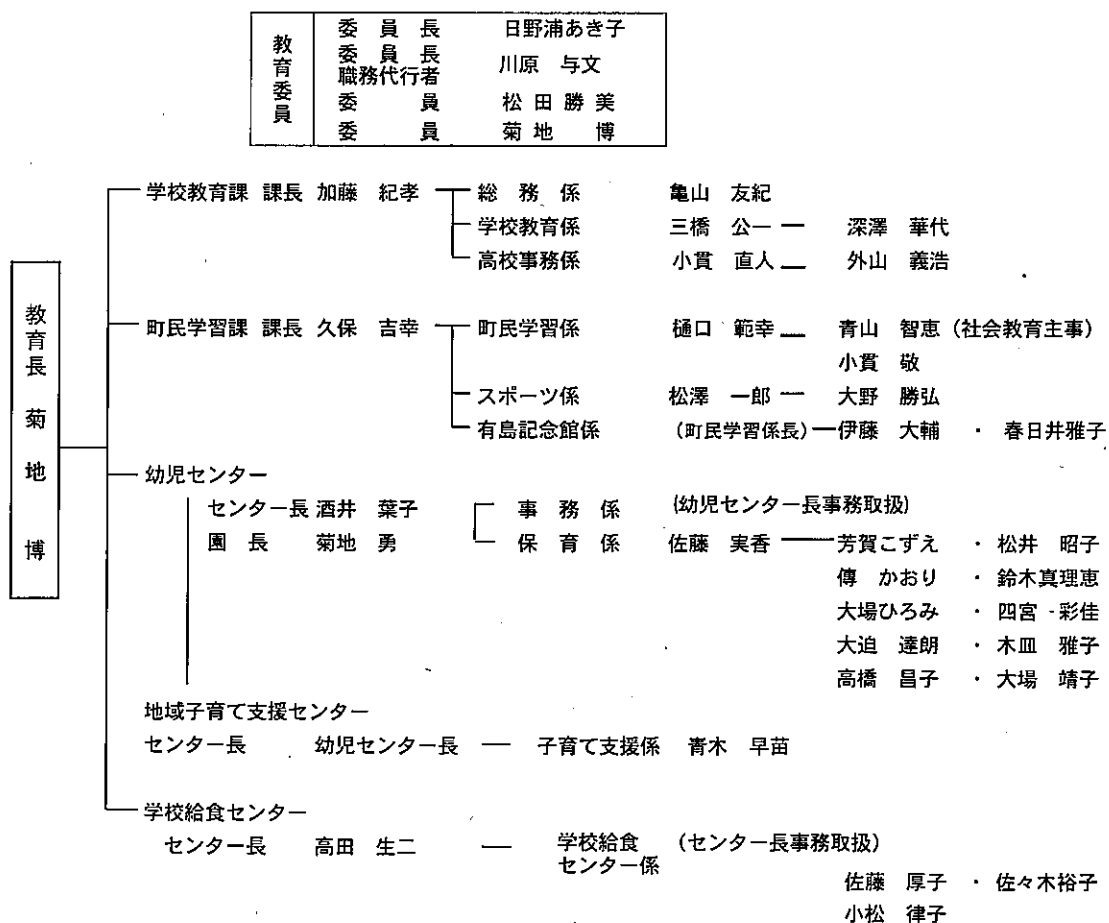 教育委員
委員長 日野浦あき子
委員長
職務代行者 川原 与文
委員 松田勝美
委員 菊地 博
教育長 菊地 博
学校教育課 課長 加藤 紀孝 総務係 亀山 友紀
学校教育係 三橋 公一 ― 深澤 華代
高校事務係 小貫 直人 ― 外山 義浩
町民学習課 課長 久保 吉幸 町民学習係 樋口 範幸 ― 青山 智恵(社会教育主事)
小貫 敬
スポーツ係 松澤 一郎 ― 大野 勝弘
有島記念館係 (町民学習係長)―伊藤 大輔 ・ 春日井雅子
幼児センター
センター長 酒井 葉子 事務係 (幼児センター長事務取扱)
園長 菊地 勇 保育係 佐藤 実香 ― 芳賀こずえ ・ 松井 昭子
傳 かおり ・ 鈴木真理恵
大場ひろみ ・ 四宮 彩佳
大迫 達朗 ・ 木皿 雅子
高橋 昌子 ・ 大場 靖子
地域子育て支援センター
センター長 幼児センター長 ― 子育て支援係 青木 早苗
学校給食センター
センター長 高田 生二 ― 学校給食 (センター長事務取扱)
センター係
佐藤 厚子 ・ 佐々木裕子
小松 律子